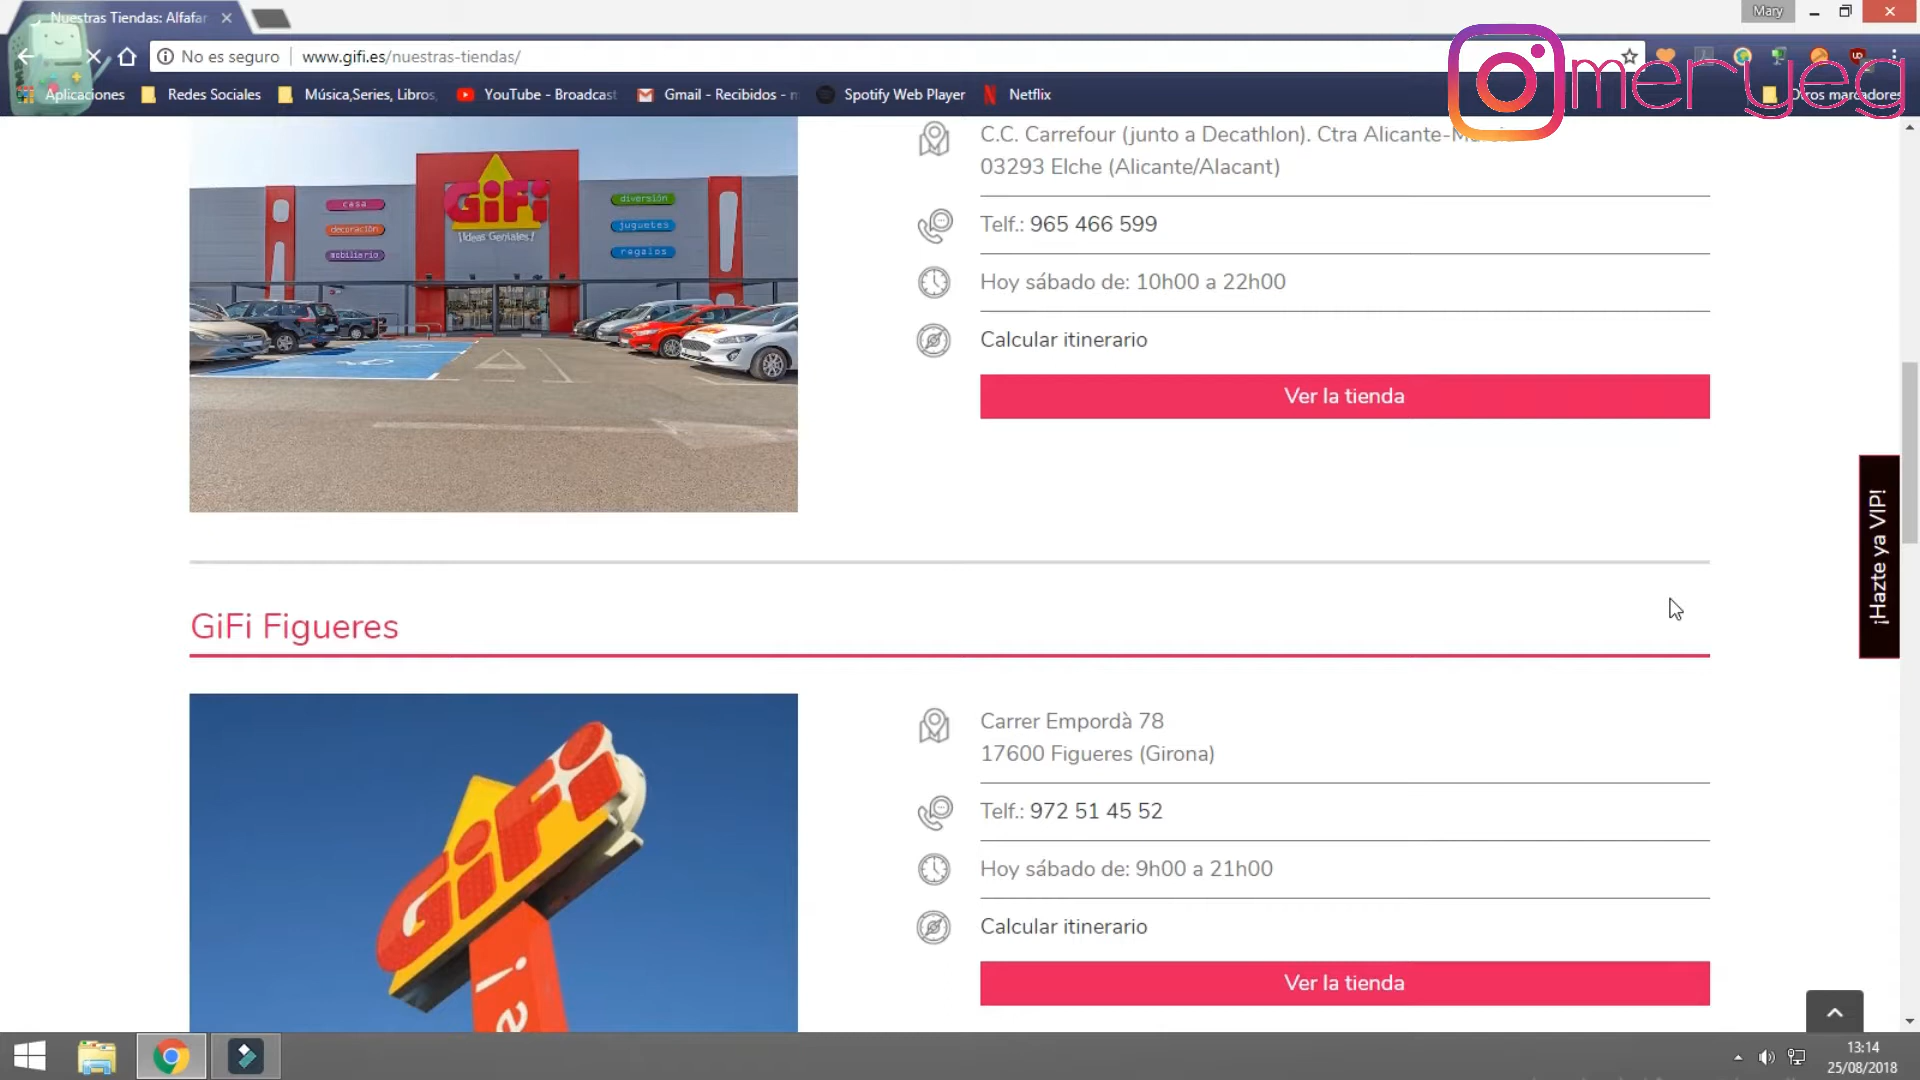 Nuestras Tiendas: Alfafar
Mary
No es seguro
www.gifi.es/nuestras-tiendas/
meryeg
Aplicaciones
Redes Sociales
Música,Series, Libros,
YouTube - Broadcast
Gmail - Recibidos -
Spotify Web Player
Netflix
Otros marcadores
C.C. Carrefour (junto a Decathlon). Ctra Alicante-
03293 Elche (Alicante/Alacant)
Telf.: 965 466 599
Hoy sábado de: 10h00 a 22h00
Calcular itinerario
Ver la tienda
casa
decoración
mobiliario
GiFi
¡Ideas Geniales!
diversión
juguetes
regalos
¡Hazte ya VIP!
GiFi Figueres
GiFi
Carrer Empordà 78
17600 Figueres (Girona)
Telf.: 972 51 45 52
Hoy sábado de: 9h00 a 21h00
Calcular itinerario
Ver la tienda
13:14
25/08/2018